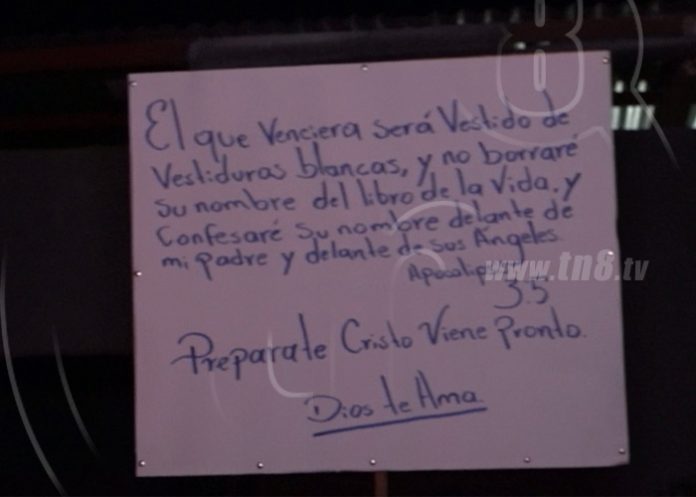 El que Venciera será Vestido de
Vestiduras blancas, y no borraré
Su nombre del libro de la Vida, y
Confesaré Su nombre delante de
mi padre y delante de sus Ángeles.
www.tn8.tv
3:5
Preparate Cristo Viene Pronto.
Dios te Ama.
8